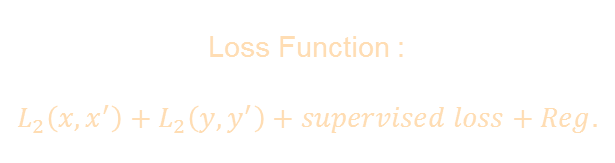 Loss Function :
L₂(x, x′) + L₂(y, y′) + supervised loss + Reg.